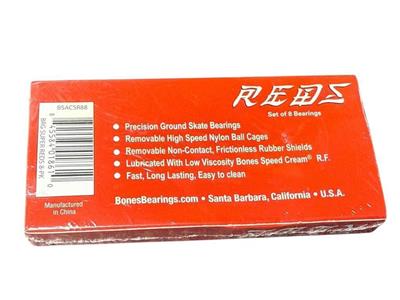 REDS
Set of 8 Bearings
• Precision Ground Skate Bearings
• Removable High Speed Nylon Ball Cages
• Removable Non-Contact, Frictionless Rubber Shields
• Lubricated With Low Viscosity Bones Speed Cream® R.F.
• Fast, Long Lasting, Easy to clean
BonesBearings.com • Santa Barbara, California • U.S.A.
BSACSR88
8 42357
Manufactured
in China